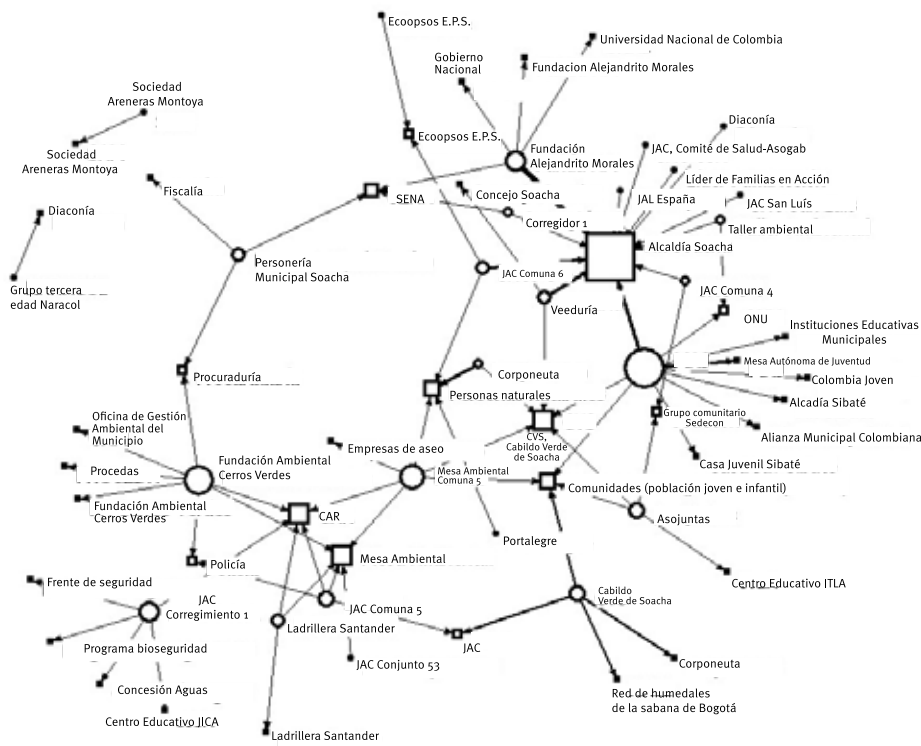 Ecoopsos E.P.S.
Universidad Nacional de Colombia
Gobierno
Nacional
Fundacion Alejandrito Morales
Sociedad
Areneras Montoya
Diaconía
Ecoopsos E.P.S.
Fundación
Alejandrito Morales
JAC, Comité de Salud-Asogab
Sociedad
Areneras Montoya
Fiscalía
Líder de Familias en Acción
SENA
Concejo Soacha
JAL España
JAC San Luís
Diaconía
Corregidor 1
Taller ambiental
Alcaldía Soacha
Personería
Municipal Soacha
JAC Comuna 6
Grupo tercera
edad Naracol
JAC Comuna 4
Veeduría
ONU
Instituciones Educativas
Municipales
Mesa Autónoma de Juventud
Procuraduría
Corponeuta
Colombia Joven
Personas naturales
Alcadía Sibaté
Oficina de Gestión
Ambiental del
Municipio
Grupo comunitario
Sedecon
Alianza Municipal Colombiana
CVS,
Cabildo Verde
de Soacha
Empresas de aseo
Fundación Ambiental
Cerros Verdes
Casa Juvenil Sibaté
Procedas
Mesa Ambiental
Comuna 5
Comunidades (población joven e infantil)
Fundación Ambiental
Cerros Verdes
CAR
Asojuntas
Portalegre
Mesa Ambiental
Policía
Centro Educativo ITLA
Frente de seguridad
JAC
Corregimiento 1
JAC Comuna 5
Cabildo
Verde de Soacha
Ladrillera Santander
Programa bioseguridad
JAC
JAC Conjunto 53
Corponeuta
Concesión Aguas
Red de humedales
de la sabana de Bogotá
Centro Educativo JICA
Ladrillera Santander